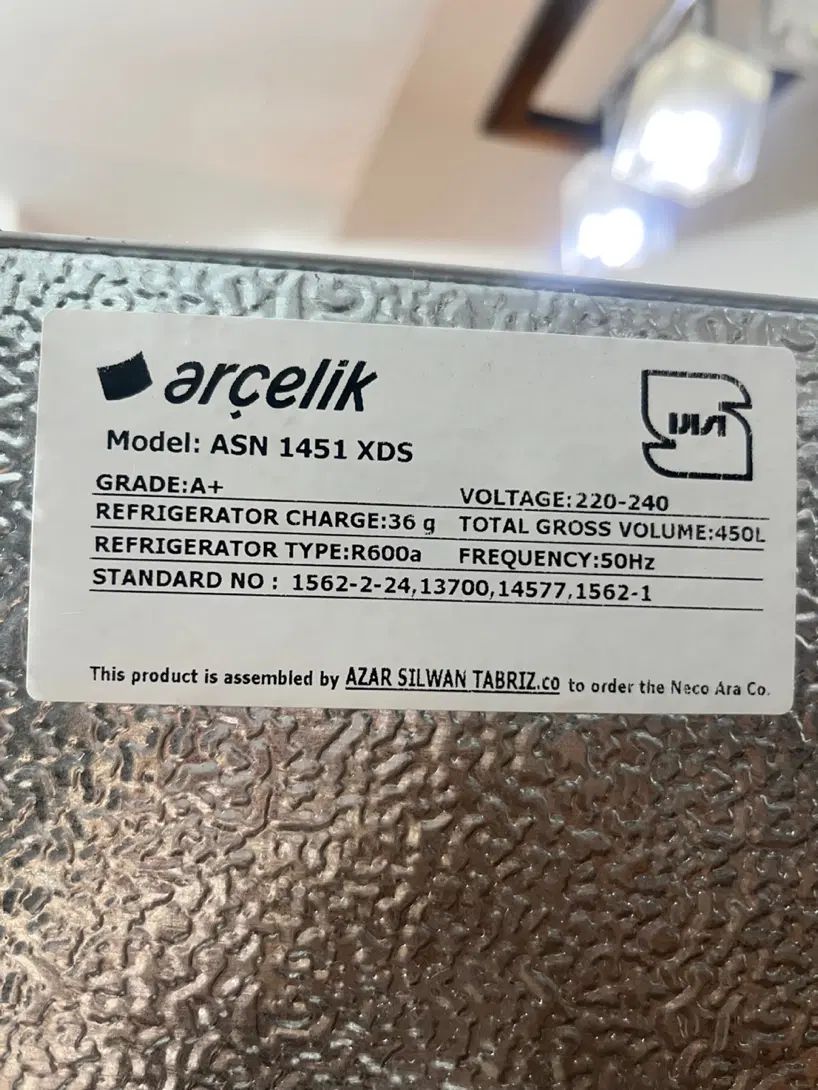 arçelik
Model: ASN 1451 XDS
GRADE:A+
VOLTAGE:220-240
REFRIGERATOR CHARGE:36 g
TOTAL GROSS VOLUME:450L
REFRIGERATOR TYPE:R600a
FREQUENCY:50Hz
STANDARD NO : 1562-2-24,13700,14577,1562-1
This product is assembled by AZAR SILWAN TABRIZ.co to order the Neco Ara Co.